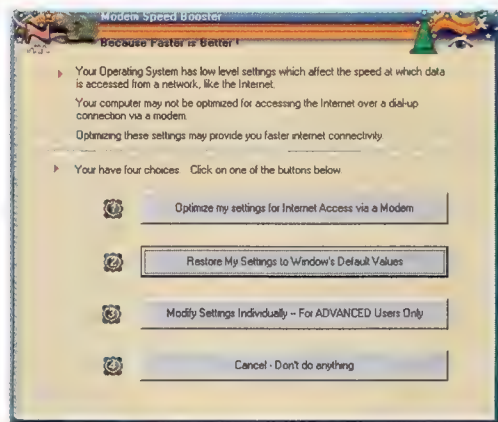 Modem Speed Booster
Because Faster is Better!
Your Operating System has low level settings which affect the speed at which data
is accessed from a network, like the Internet.
Your computer may not be optimized for accessing the Internet over a dial-up
connection via a modem.
Optimizing these settings may provide you faster internet connectivity.
Your have four choices. Click on one of the buttons below.
1 Optimize my settings for Internet Access via a Modem
2 Restore My Settings to Window's Default Values
3 Modify Settings Individually -- For ADVANCED Users Only
4 Cancel - Don't do anything